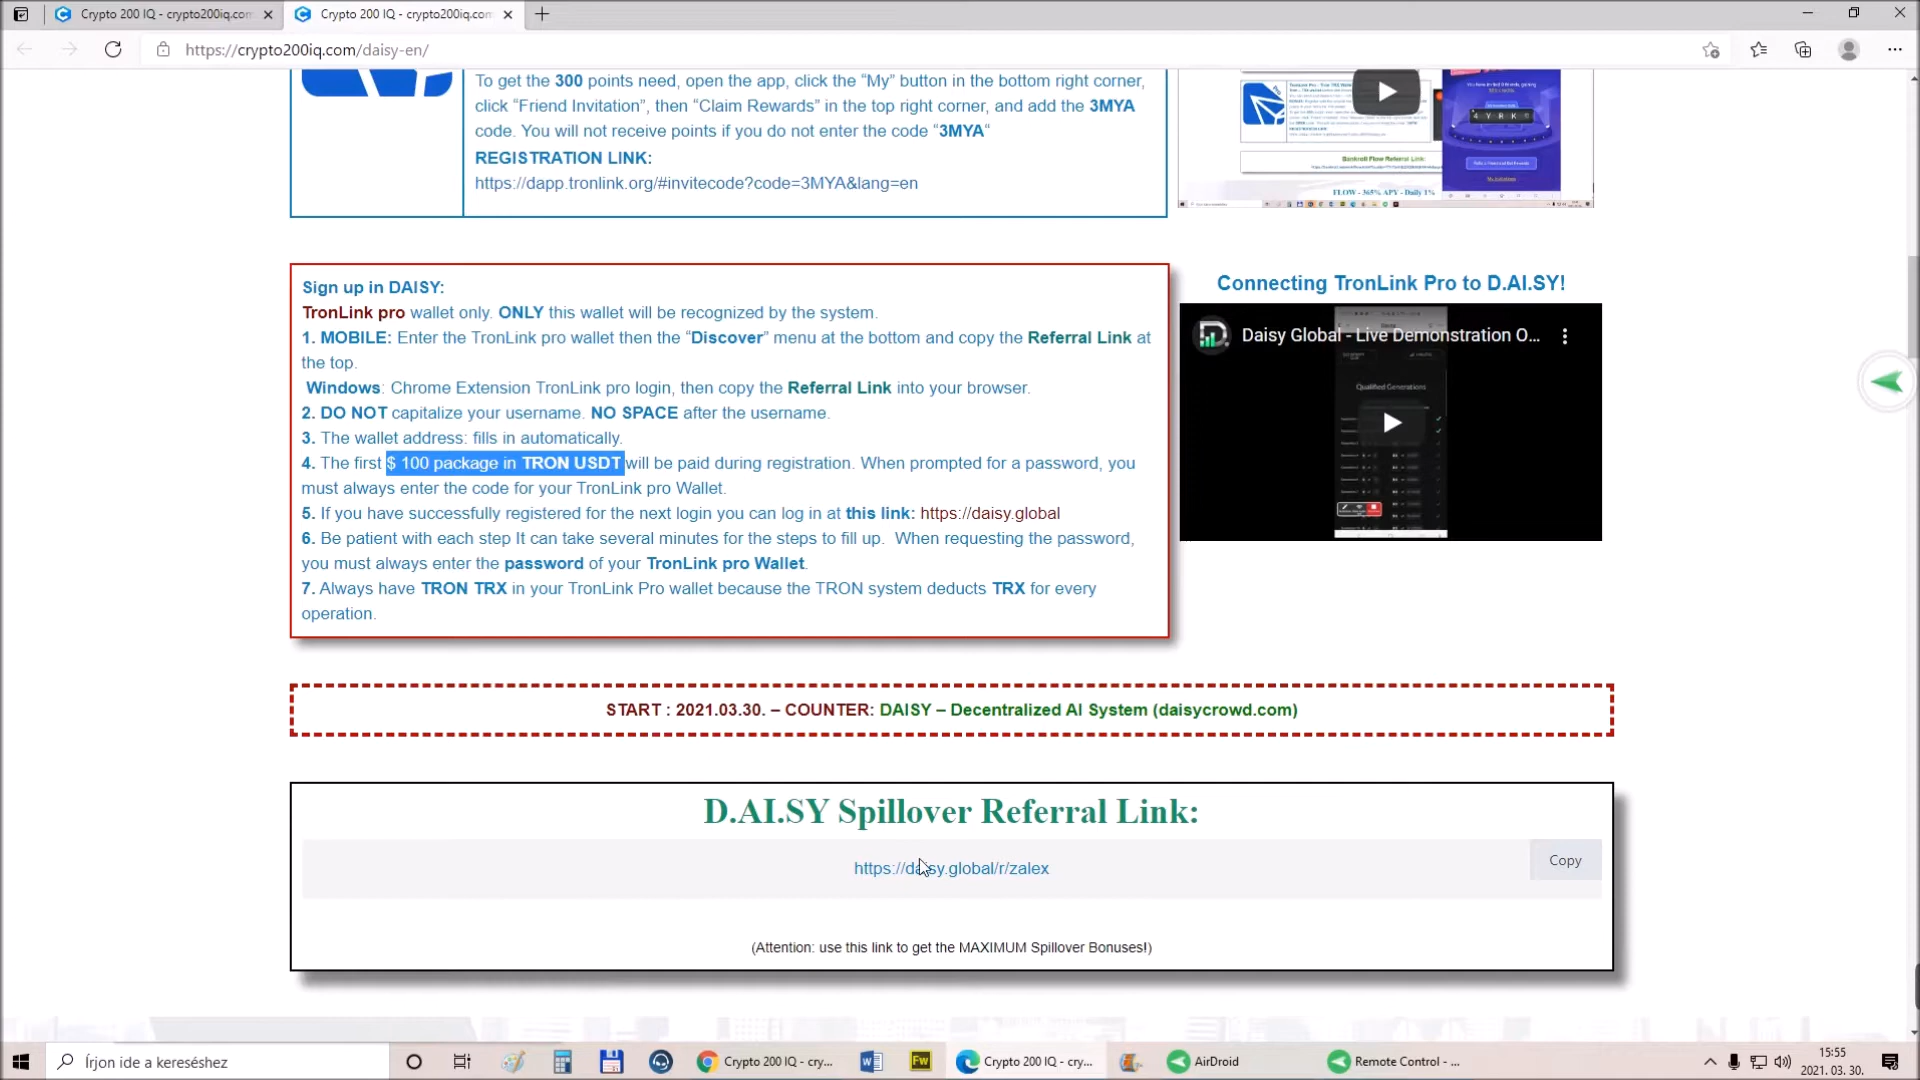 Crypto 200 IQ - crypto200iq.com
Crypto 200 IQ - crypto200iq.com
https://crypto200iq.com/daisy-en/
To get the 300 points need, open the app, click the “My” button in the bottom right corner,
click “Friend Invitation”, then “Claim Rewards” in the top right corner, and add the 3MYA
code. You will not receive points if you do not enter the code “3MYA“
REGISTRATION LINK:
https://dapp.tronlink.org/#invitecode?code=3MYA&lang=en
Bankroll Flow Referral Link:
FLOW - 365% APY - Daily 1%
4 Y R K
Sign up in DAISY:
TronLink pro wallet only. ONLY this wallet will be recognized by the system.
1. MOBILE: Enter the TronLink pro wallet then the “Discover” menu at the bottom and copy the Referral Link at
the top.
Windows: Chrome Extension TronLink pro login, then copy the Referral Link into your browser.
2. DO NOT capitalize your username. NO SPACE after the username.
3. The wallet address: fills in automatically.
4. The first $ 100 package in TRON USDT will be paid during registration. When prompted for a password, you
must always enter the code for your TronLink pro Wallet.
5. If you have successfully registered for the next login you can log in at this link: https://daisy.global
6. Be patient with each step It can take several minutes for the steps to fill up. When requesting the password,
you must always enter the password of your TronLink pro Wallet.
7. Always have TRON TRX in your TronLink Pro wallet because the TRON system deducts TRX for every
operation.
Connecting TronLink Pro to D.AI.SY!
Daisy Global - Live Demonstration O...
Qualified Generations
START : 2021.03.30. – COUNTER: DAISY – Decentralized AI System (daisycrowd.com)
D.AI.SY Spillover Referral Link:
https://daisy.global/r/zalex
Copy
(Attention: use this link to get the MAXIMUM Spillover Bonuses!)
Írjon ide a kereséshez
Crypto 200 IQ - cry...
Fw
Crypto 200 IQ - cry...
AirDroid
Remote Control - ...
15:55
2021. 03. 30.